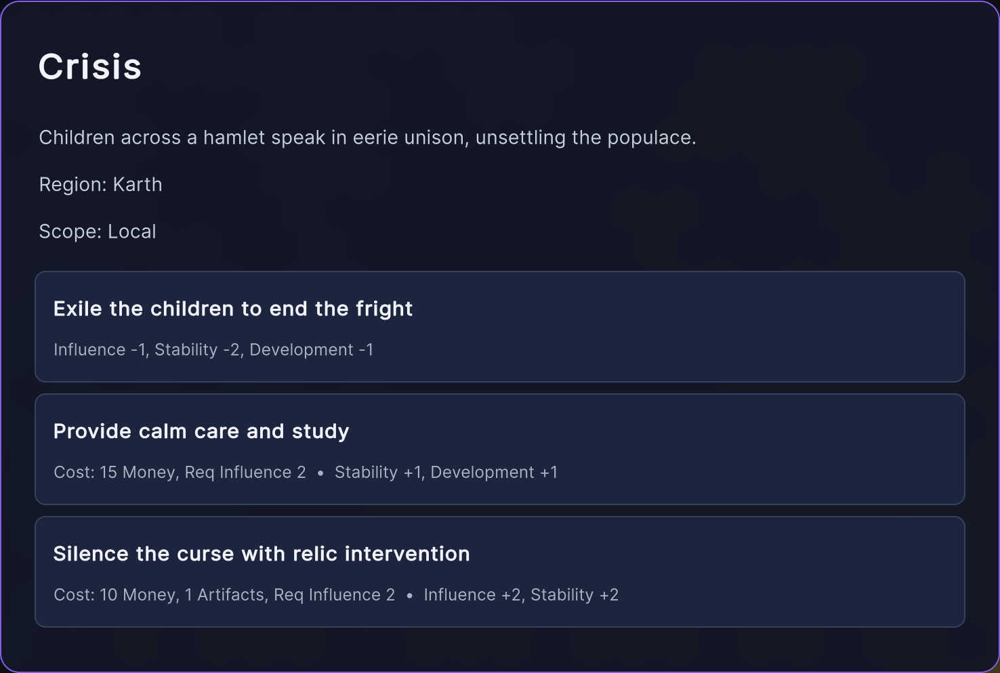 Crisis
Children across a hamlet speak in eerie unison, unsettling the populace.
Region: Karth
Scope: Local
Exile the children to end the fright
Influence -1, Stability -2, Development -1
Provide calm care and study
Cost: 15 Money, Req Influence 2 • Stability +1, Development +1
Silence the curse with relic intervention
Cost: 10 Money, 1 Artifacts, Req Influence 2 • Influence +2, Stability +2